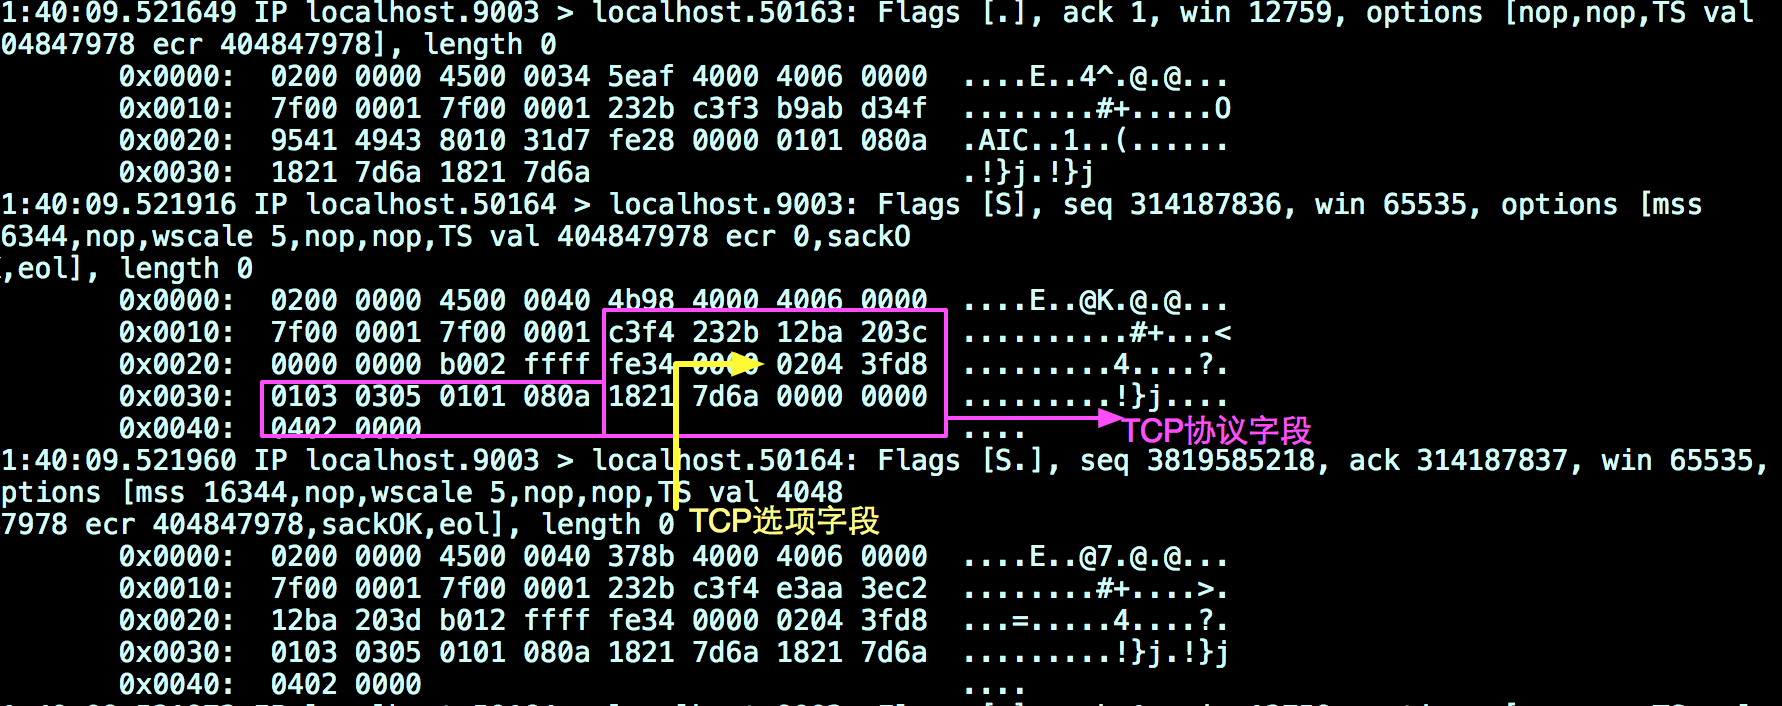 1:40:09.521649 IP localhost.9003 > localhost.50163: Flags [.], ack 1, win 12759, options [nop,nop,TS val
04847978 ecr 404847978], length 0
0x0000: 0200 0000 4500 0034 5eaf 4000 4006 0000 ....E..4^.@.@...
0x0010: 7f00 0001 7f00 0001 232b c3f3 b9ab d34f ........#+.....O
0x0020: 9541 4943 8010 31d7 fe28 0000 0101 080a .AIC..1..(......
0x0030: 1821 7d6a 1821 7d6a .!}j.!}j
1:40:09.521916 IP localhost.50164 > localhost.9003: Flags [S], seq 314187836, win 65535, options [mss
6344,nop,wscale 5,nop,nop,TS val 404847978 ecr 0,sackO
,eol], length 0
0x0000: 0200 0000 4500 0040 4b98 4000 4006 0000 ....E..@K.@.@...
0x0010: 7f00 0001 7f00 0001 c3f4 232b 12ba 203c ..........#+...<
0x0020: 0000 0000 b002 ffff fe34 0000 0204 3fd8 .........4....?.
0x0030: 0103 0305 0101 080a 1821 7d6a 0000 0000 .........!}j....
0x0040: 0402 0000 ....
TCP协议字段
1:40:09.521960 IP localhost.9003 > localhost.50164: Flags [S.], seq 3819585218, ack 314187837, win 65535,
ptions [mss 16344,nop,wscale 5,nop,nop,TS val 4048
7978 ecr 404847978,sackOK,eol], length 0
TCP选项字段
0x0000: 0200 0000 4500 0040 378b 4000 4006 0000 ....E..@7.@.@...
0x0010: 7f00 0001 7f00 0001 232b c3f4 e3aa 3ec2 ........#+....>.
0x0020: 12ba 203d b012 ffff fe34 0000 0204 3fd8 ...=.....4....?.
0x0030: 0103 0305 0101 080a 1821 7d6a 1821 7d6a .........!}j.!}j
0x0040: 0402 0000 ....